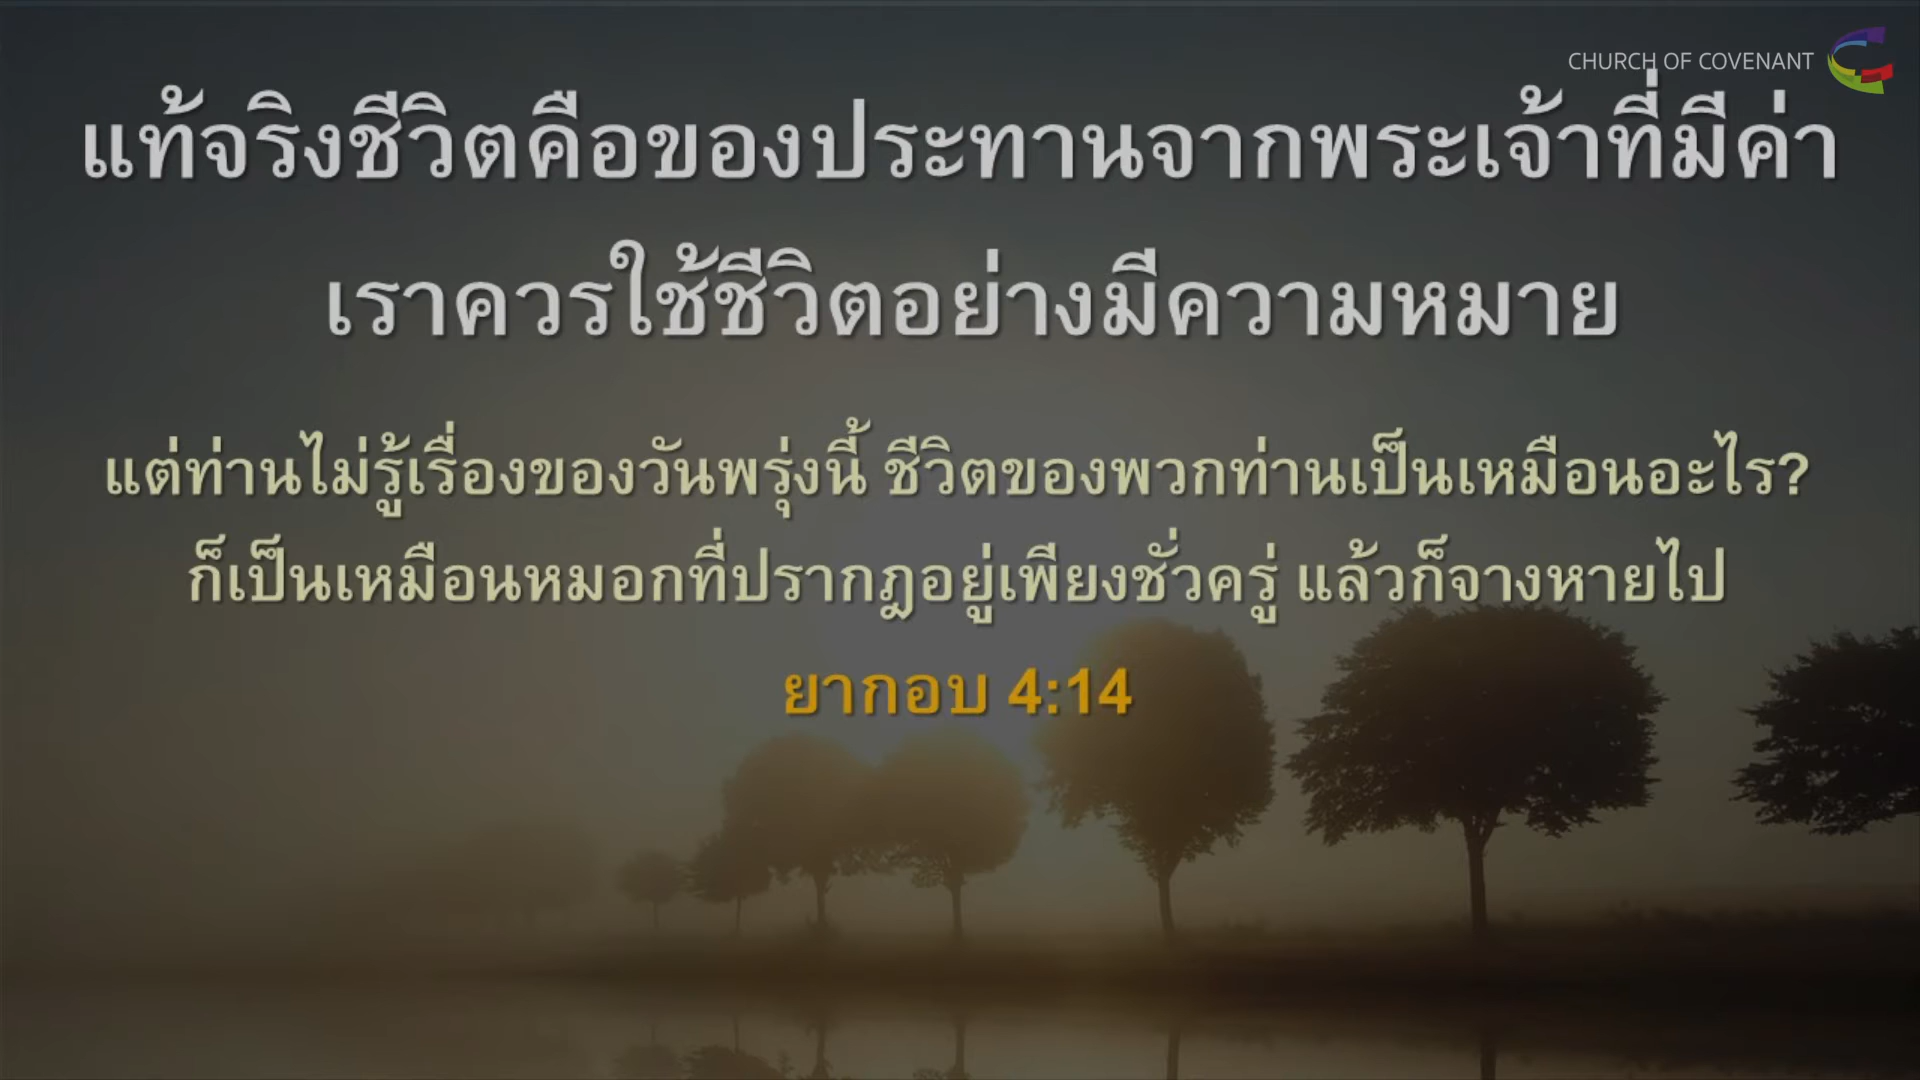 CHURCH OF COVENANT
แท้จริงชีวิตคือของประทานจากพระเจ้าที่มีค่า
เราควรใช้ชีวิตอย่างมีความหมาย
แต่ท่านไม่รู้เรื่องของวันพรุ่งนี้ ชีวิตของพวกท่านเป็นเหมือนอะไร?
ก็เป็นเหมือนหมอกที่ปรากฎอยู่เพียงชั่วครู่ แล้วก็จางหายไป
ยากอบ 4:14